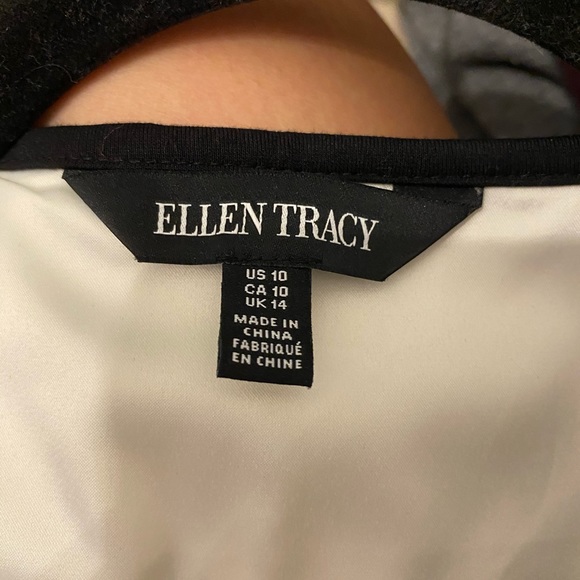 ELLEN TRACY
US 10
CA 10
UK 14
MADE IN
CHINA
FABRIQUÉ
EN CHINE